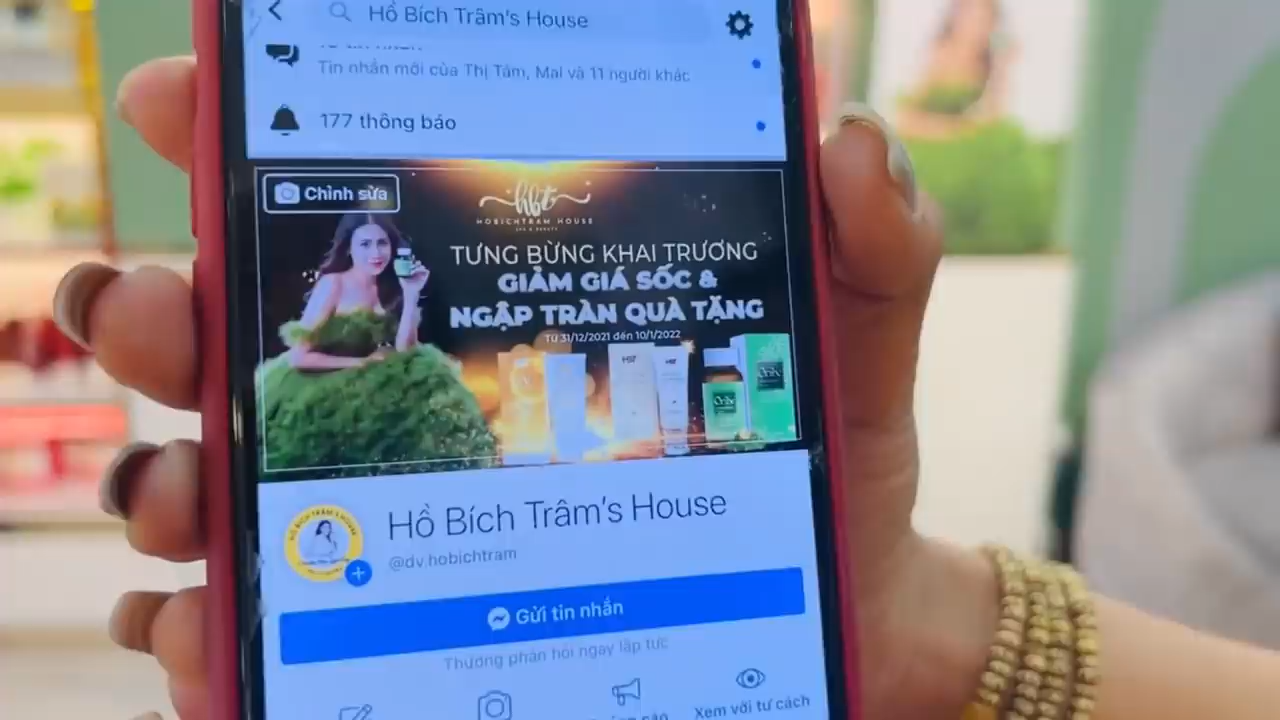 Hồ Bích Trâm's House
Tin nhắn mới của Thị Tâm, Mai và 11 người khác
177 thông báo
Chỉnh sửa
hbt
HOBICHTRAM HOUSE
SPA & BEAUTY
TƯNG BỪNG KHAI TRƯƠNG
GIẢM GIÁ SỐC &
NGẬP TRÀN QUÀ TẶNG
Từ 31/12/2021 đến 10/1/2022
Hồ Bích Trâm's House
@dv.hobichtram
Gửi tin nhắn
Thường phản hồi ngay lập tức
Xem với tư cách